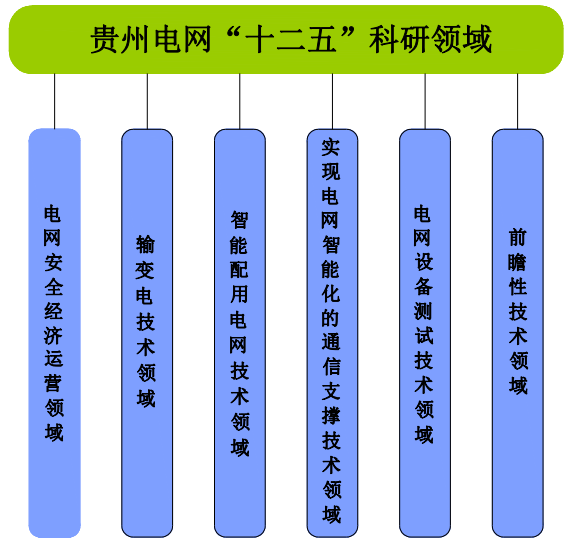 贵州电网“十二五”科研领域
电网安全经济运营领域
输变电技术领域
智能配用电网技术领域
实现电网智能化的通信支撑技术领域
电网设备测试技术领域
前瞻性技术领域